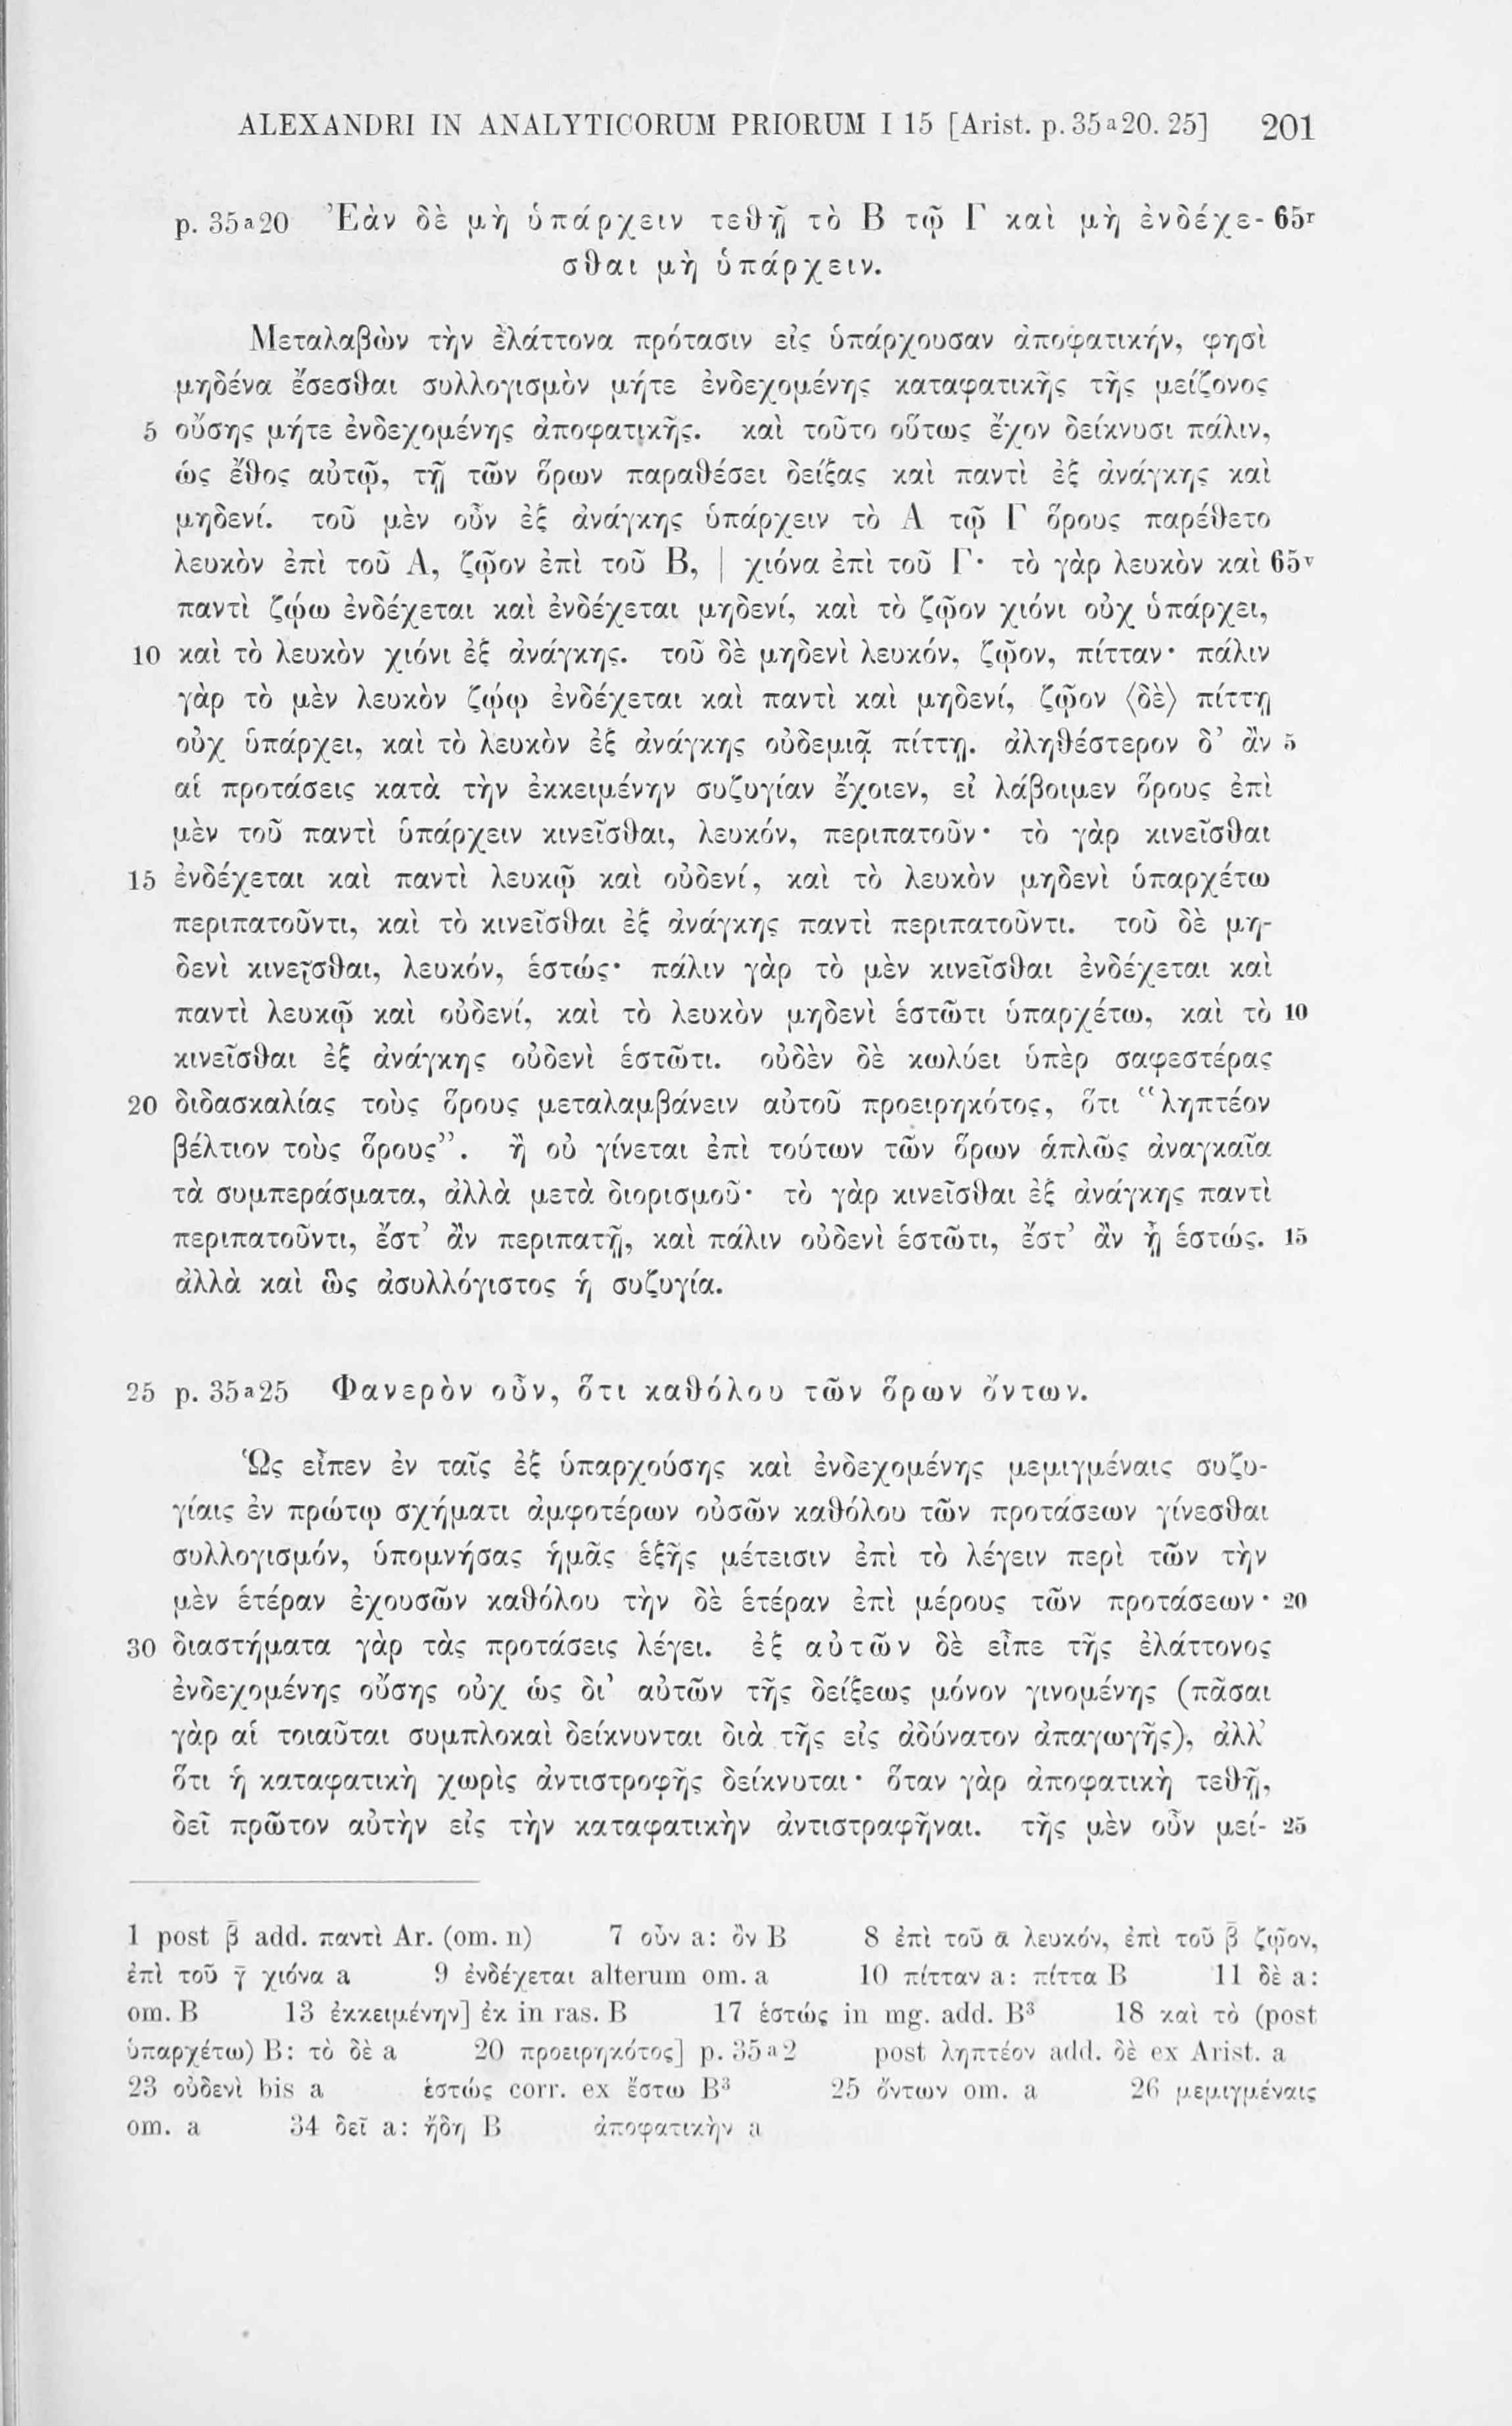 ALEXANDRI IN ANALYTICORUM PRIORUM I 15 [Arist. p. 35a20. 25] 201
p. 35a20 Ἐὰν δὲ μὴ ὑπάρχειν τεθῇ τὸ Β τῷ Γ καὶ μὴ ἐνδέχε- 65r
σθαι μὴ ὑπάρχειν.
Μεταλαβὼν τὴν ἐλάττονα πρότασιν εἰς ὑπάρχουσαν ἀποφατικήν, φησὶ
μηδένα ἔσεσθαι συλλογισμὸν μήτε ἐνδεχομένης καταφατικῆς τῆς μείζονος
5 οὔσης μήτε ἐνδεχομένης ἀποφατικῆς. καὶ τοῦτο οὕτως ἔχον δείκνυσι πάλιν,
ὡς ἔθος αὐτῷ, τῇ τῶν ὅρων παραθέσει δείξας καὶ παντὶ ἐξ ἀνάγκης καὶ
μηδενί. τοῦ μὲν οὖν ἐξ ἀνάγκης ὑπάρχειν τὸ Α τῷ Γ ὅρους παρέθετο
λευκὸν ἐπὶ τοῦ Α, ζῷον ἐπὶ τοῦ Β, | χιόνα ἐπὶ τοῦ Γ· τὸ γὰρ λευκὸν καὶ 65v
παντὶ ζῴω ἐνδέχεται καὶ ἐνδέχεται μηδενί, καὶ τὸ ζῷον χιόνι οὐχ ὑπάρχει,
10 καὶ τὸ λευκὸν χιόνι ἐξ ἀνάγκης. τοῦ δὲ μηδενὶ λευκόν, ζῷον, πίτταν· πάλιν
γὰρ τὸ μὲν λευκὸν ζῴῳ ἐνδέχεται καὶ παντὶ καὶ μηδενί, ζῷον ⟨δὲ⟩ πίττῃ
οὐχ ὑπάρχει, καὶ τὸ λευκὸν ἐξ ἀνάγκης οὐδεμιᾷ πίττῃ. ἀληθέστερον δ’ ἂν 5
αἱ προτάσεις κατὰ τὴν ἐκκειμένην συζυγίαν ἔχοιεν, εἰ λάβοιμεν ὅρους ἐπὶ
μὲν τοῦ παντὶ ὑπάρχειν κινεῖσθαι, λευκόν, περιπατοῦν· τὸ γὰρ κινεῖσθαι
15 ἐνδέχεται καὶ παντὶ λευκῷ καὶ οὐδενί, καὶ τὸ λευκὸν μηδενὶ ὑπαρχέτω
περιπατοῦντι, καὶ τὸ κινεῖσθαι ἐξ ἀνάγκης παντὶ περιπατοῦντι. τοῦ δὲ μη-
δενὶ κινεῖσθαι, λευκόν, ἑστώς· πάλιν γὰρ τὸ μὲν κινεῖσθαι ἐνδέχεται καὶ
παντὶ λευκῷ καὶ οὐδενί, καὶ τὸ λευκὸν μηδενὶ ἑστῶτι ὑπαρχέτω, καὶ τὸ 10
κινεῖσθαι ἐξ ἀνάγκης οὐδενὶ ἑστῶτι. οὐδὲν δὲ κωλύει ὑπὲρ σαφεστέρας
20 διδασκαλίας τοὺς ὅρους μεταλαμβάνειν αὐτοῦ προειρηκότος, ὅτι “ληπτέον
βέλτιον τοὺς ὅρους”. ἢ οὐ γίνεται ἐπὶ τούτων τῶν ὅρων ἁπλῶς ἀναγκαῖα
τὰ συμπεράσματα, ἀλλὰ μετὰ διορισμοῦ· τὸ γὰρ κινεῖσθαι ἐξ ἀνάγκης παντὶ
περιπατοῦντι, ἔστ’ ἂν περιπατῇ, καὶ πάλιν οὐδενὶ ἑστῶτι, ἔστ’ ἂν ᾖ ἑστώς. 15
ἀλλὰ καὶ ὣς ἀσυλλόγιστος ἡ συζυγία.
25 p. 35a25 Φανερὸν οὖν, ὅτι καθόλου τῶν ὅρων ὄντων.
Ὡς εἶπεν ἐν ταῖς ἐξ ὑπαρχούσης καὶ ἐνδεχομένης μεμιγμέναις συζυ-
γίαις ἐν πρώτῳ σχήματι ἀμφοτέρων οὐσῶν καθόλου τῶν προτάσεων γίνεσθαι
συλλογισμόν, ὑπομνήσας ἡμᾶς ἑξῆς μέτεισιν ἐπὶ τὸ λέγειν περὶ τῶν τὴν
μὲν ἑτέραν ἐχουσῶν καθόλου τὴν δὲ ἑτέραν ἐπὶ μέρους τῶν προτάσεων· 20
30 διαστήματα γὰρ τὰς προτάσεις λέγει. ἐξ αὐτῶν δὲ εἶπε τῆς ἐλάττονος
ἐνδεχομένης οὔσης οὐχ ὡς δι’ αὐτῶν τῆς δείξεως μόνον γινομένης (πᾶσαι
γὰρ αἱ τοιαῦται συμπλοκαὶ δείκνυνται διὰ τῆς εἰς ἀδύνατον ἀπαγωγῆς), ἀλλ’
ὅτι ἡ καταφατικὴ χωρὶς ἀντιστροφῆς δείκνυται· ὅταν γὰρ ἀποφατικὴ τεθῇ,
δεῖ πρῶτον αὐτὴν εἰς τὴν καταφατικὴν ἀντιστραφῆναι. τῆς μὲν οὖν μεί- 25
1 post β̄ add. παντὶ Ar. (om. n) 7 οὖν a: ὂν B 8 ἐπὶ τοῦ ᾱ λευκόν, ἐπὶ τοῦ β̄ ζῷον,
ἐπὶ τοῦ γ̄ χιόνα a 9 ἐνδέχεται alterum om. a 10 πίτταν a: πίττα B 11 δὲ a:
om. B 13 ἐκκειμένην] ἐκ in ras. B 17 ἑστώς in mg. add. B³ 18 καὶ τὸ (post
ὑπαρχέτω) B: τὸ δὲ a 20 προειρηκότος] p. 35a2 post ληπτέον add. δὲ ex Arist. a
23 οὐδενὶ bis a ἑστώς corr. ex ἔστω B³ 25 ὄντων om. a 26 μεμιγμέναις
om. a 34 δεῖ a: ἤδη B ἀποφατικὴν a